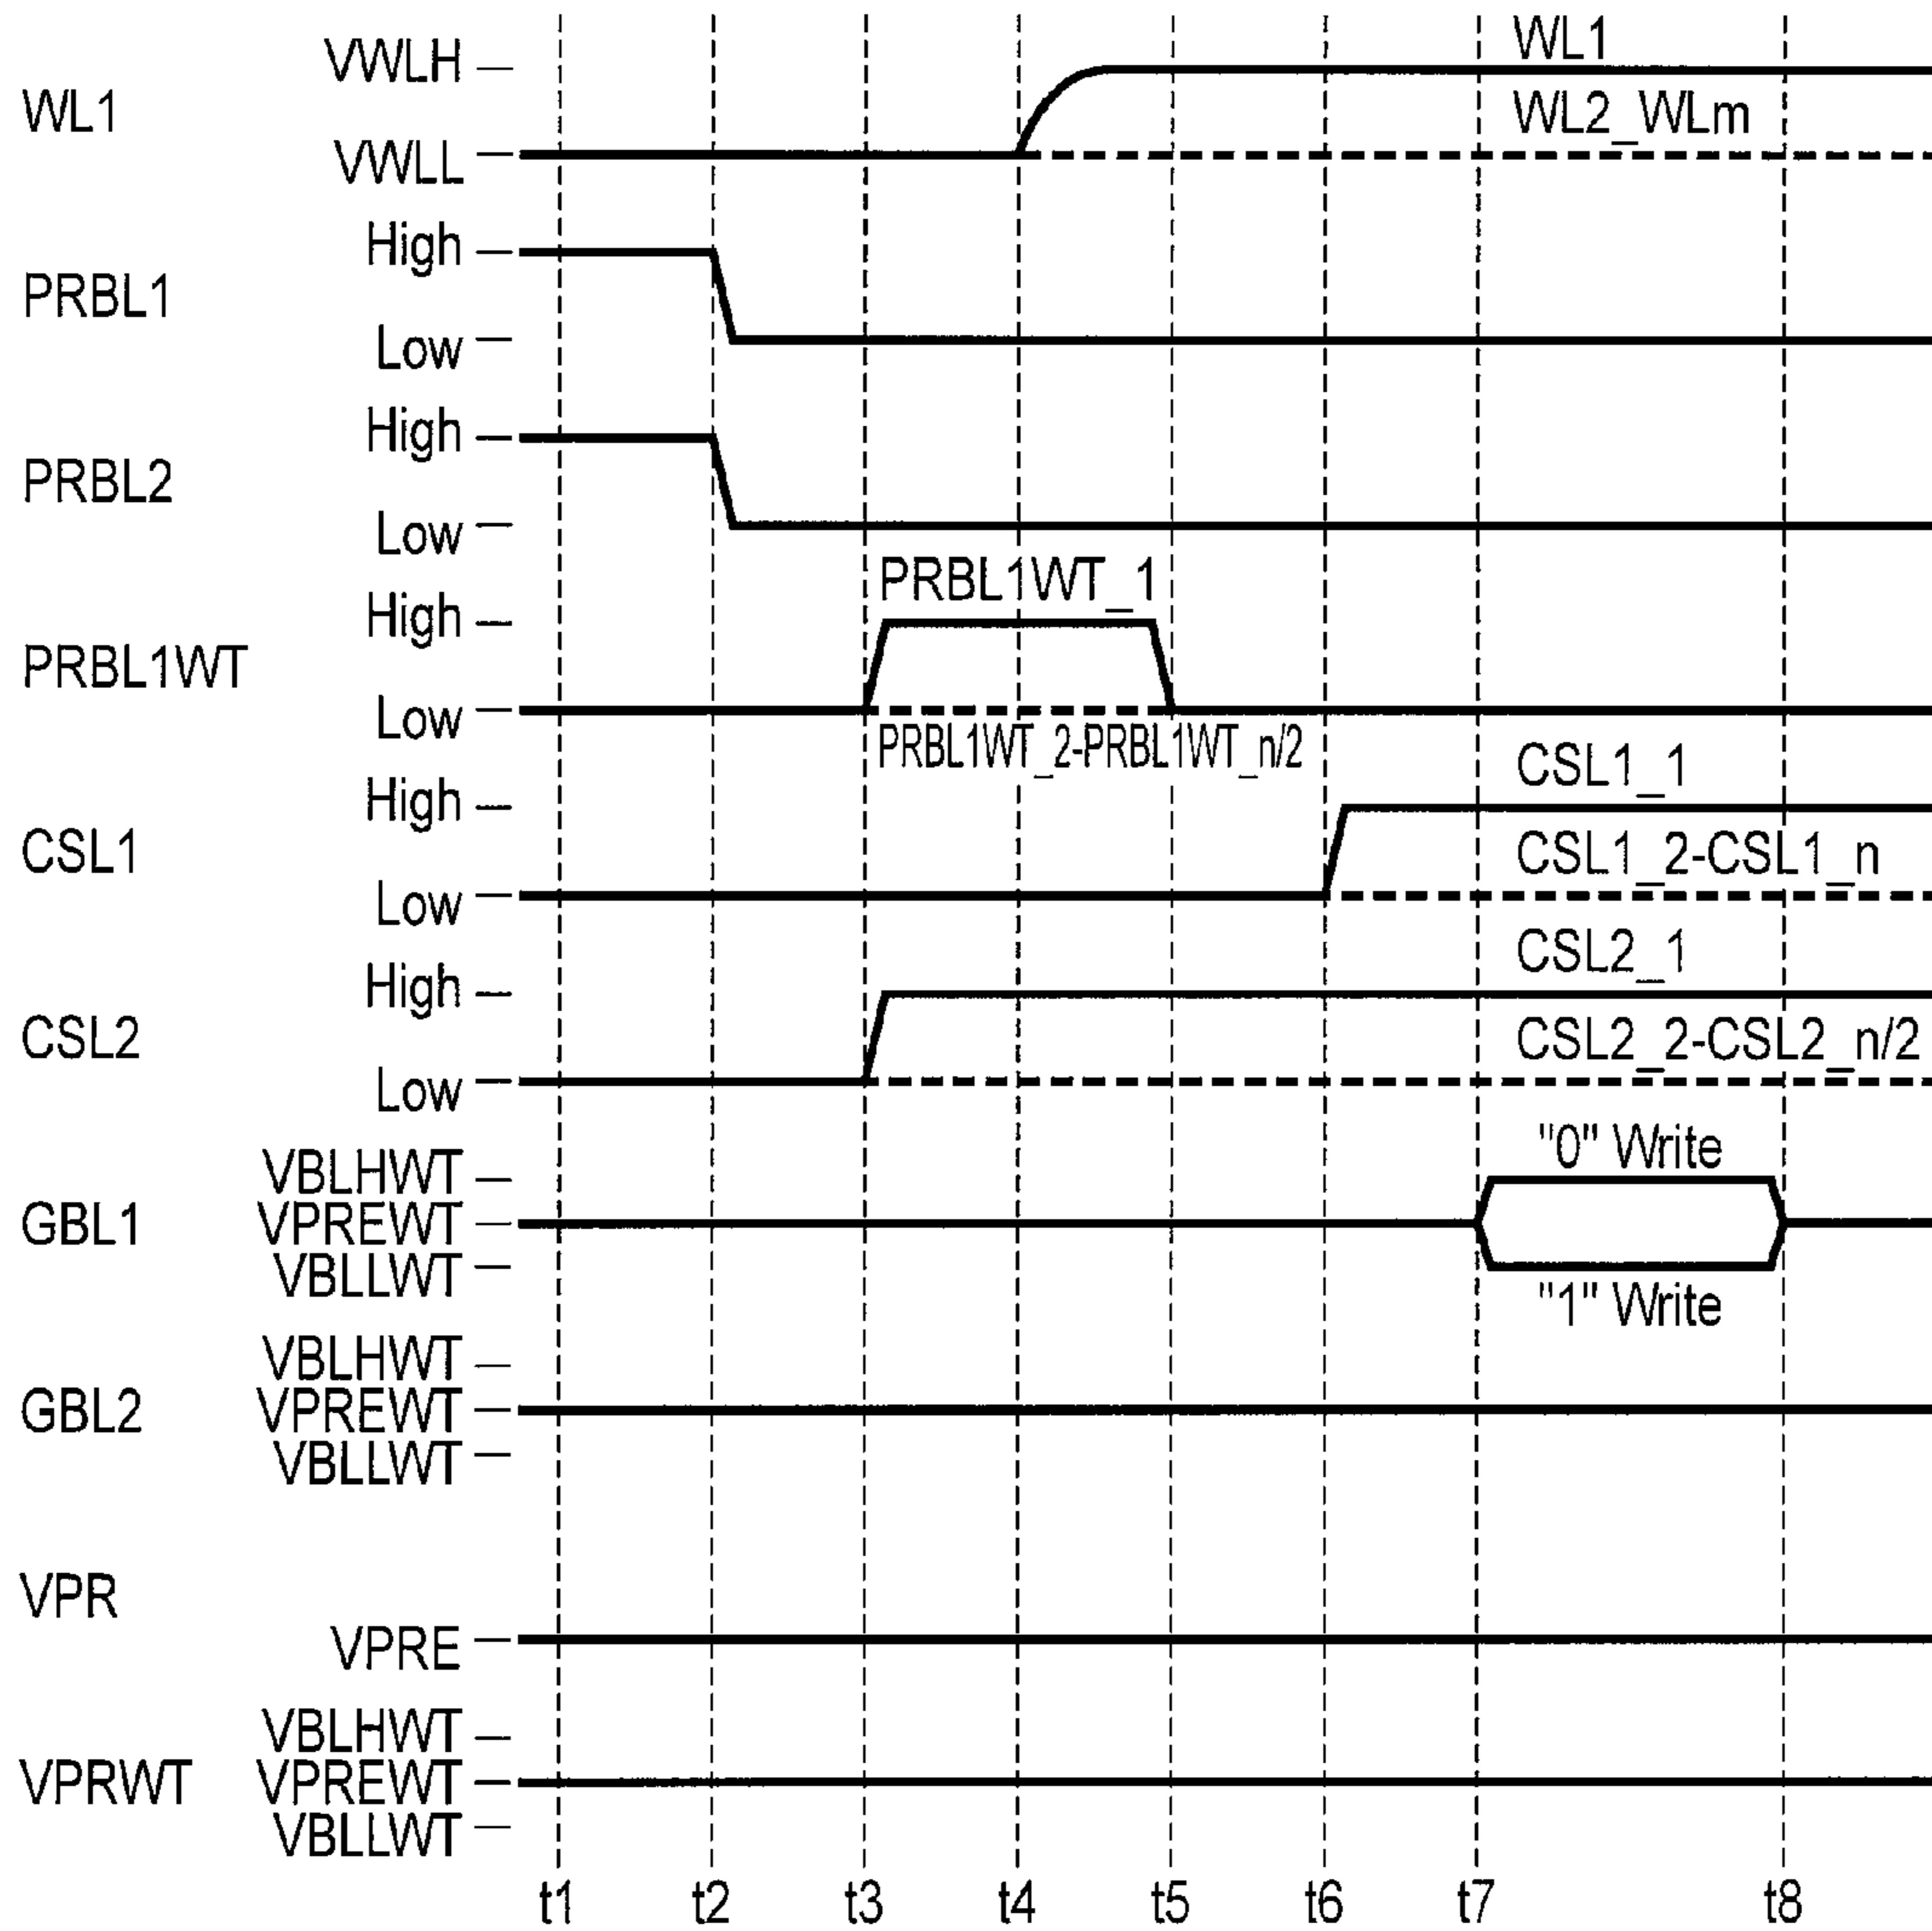 WL1
VWLH
WL1
WL2_WLm
VWLL
PRBL1
High
Low
PRBL2
High
Low
PRBL1WT
High
PRBL1WT_1
Low
PRBL1WT_2-PRBL1WT_n/2
CSL1
High
CSL1_1
CSL1_2-CSL1_n
Low
CSL2
High
CSL2_1
CSL2_2-CSL2_n/2
Low
GBL1
VBLHWT
"0" Write
VPREWT
VBLLWT
"1" Write
GBL2
VBLHWT
VPREWT
VBLLWT
VPR
VPRE
VPRWT
VBLHWT
VPREWT
VBLLWT
t1 t2 t3 t4 t5 t6 t7 t8